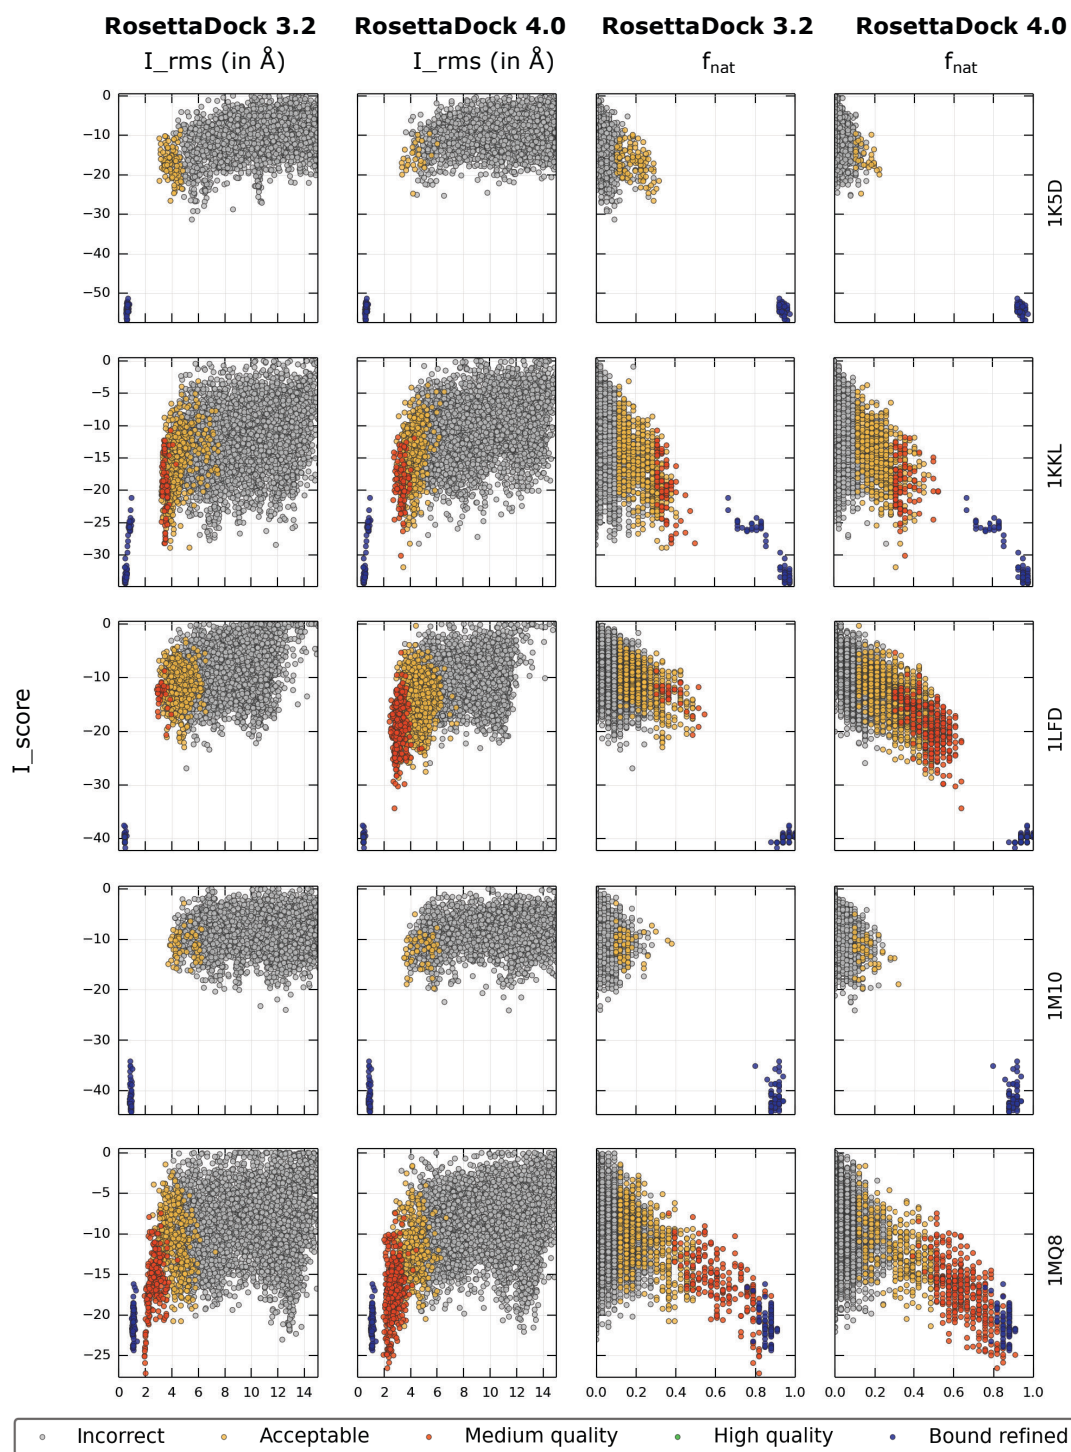 RosettaDock 3.2 RosettaDock 4.0 RosettaDock 3.2 RosettaDock 4.0
I_rms (in Å) I_rms (in Å) fnat fnat
0
−10
−20
−30
−40
−50
1K5D
0
−5
−10
−15
−20
−25
−30
1KKL
0
−10
−20
−30
−40
1LFD
I_score
0
−10
−20
−30
−40
1M10
0
−5
−10
−15
−20
−25
1MQ8
0 2 4 6 8 10 12 14 0 2 4 6 8 10 12 14 0.0 0.2 0.4 0.6 0.8 1.0 0.0 0.2 0.4 0.6 0.8 1.0
Incorrect Acceptable Medium quality High quality Bound refined